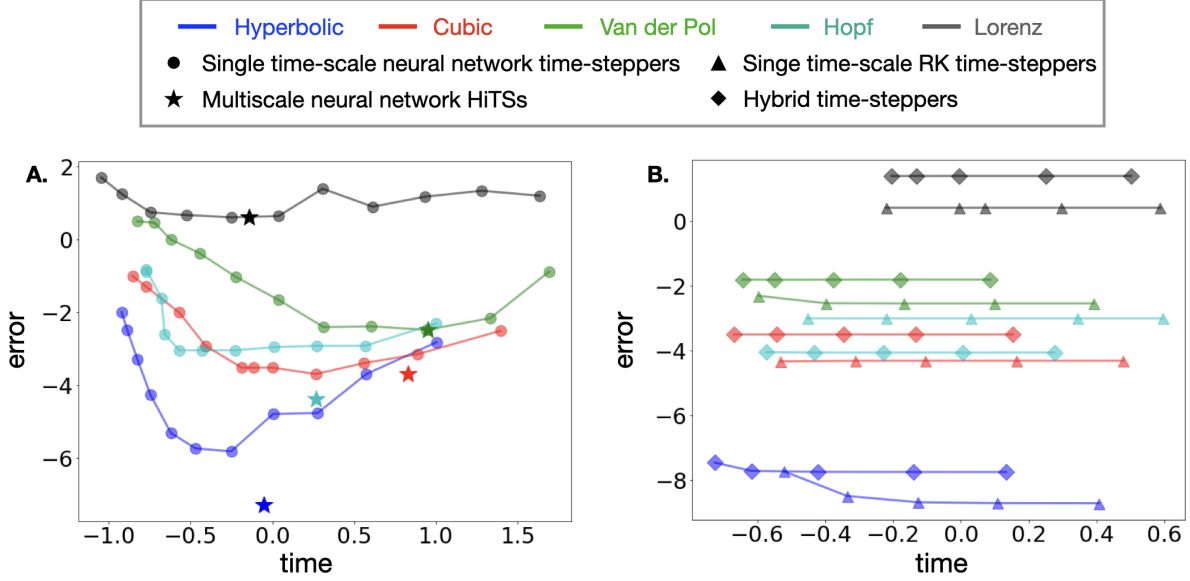 Hyperbolic Cubic Van der Pol Hopf Lorenz
Single time-scale neural network time-steppers Singe time-scale RK time-steppers
Multiscale neural network HiTSs Hybrid time-steppers
A.
2
0
−2
−4
−6
error
−1.0 −0.5 0.0 0.5 1.0 1.5
time
B.
0
−2
−4
−6
−8
error
−0.6 −0.4 −0.2 0.0 0.2 0.4 0.6
time